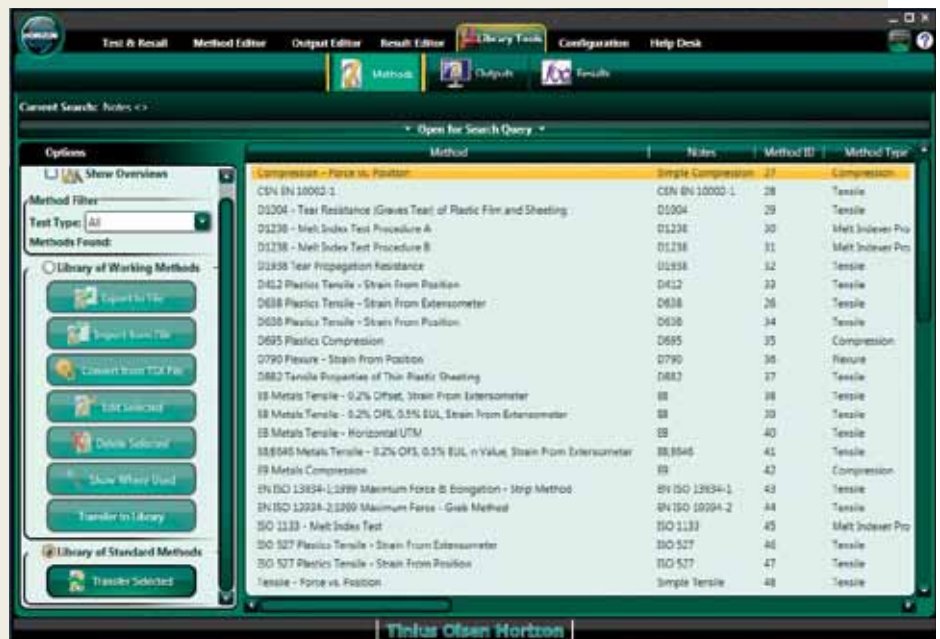 HORIZON
Test & Recall Method Editor Output Editor Result Editor Library Tools Configuration Help Desk
Methods Outputs Results
Current Search: Notes <>
Open for Search Query
Options
Show Overviews
Method Filter
Test Type: All
Methods Found:
Library of Working Methods
Export to File
Import from File
Convert from TSX File
Edit Selected
Delete Selected
Show Where Used
Transfer to Library
Library of Standard Methods
Transfer Selected
Method Notes Method ID Method Type
Compression - Force vs. Position Simple Compression 27 Compression
CSN EN 10002-1 CSN EN 10002-1 28 Tensile
D1004 - Tear Resistance (Graves Tear) of Plastic Film and Sheeting D1004 29 Tensile
D1238 - Melt Index Test Procedure A D1238 30 Melt Indexer Pro
D1238 - Melt Index Test Procedure B D1238 31 Melt Indexer Pro
D1938 Tear Propagation Resistance D1938 32 Tensile
D412 Plastics Tensile - Strain From Position D412 33 Tensile
D638 Plastics Tensile - Strain From Extensometer D638 26 Tensile
D638 Plastics Tensile - Strain From Position D638 34 Tensile
D695 Plastics Compression D695 35 Compression
D790 Flexure - Strain From Position D790 36 Flexure
D882 Tensile Properties of Thin Plastic Sheeting D882 37 Tensile
E8 Metals Tensile - 0.2% Offset, Strain From Extensometer E8 38 Tensile
E8 Metals Tensile - 0.2% OFS, 0.5% EUL, Strain From Extensometer E8 39 Tensile
E8 Metals Tensile - Horizontal UTM E8 40 Tensile
E8,E646 Metals Tensile - 0.2% OFS, 0.5% EUL, n Value, Strain From Extensometer E8,E646 41 Tensile
E9 Metals Compression E9 42 Compression
EN ISO 13934-1:1999 Maximum Force & Elongation - Strip Method EN ISO 13934-1 43 Tensile
EN ISO 13934-2:1999 Maximum Force - Grab Method EN ISO 13934-2 44 Tensile
ISO 1133 - Melt Index Test ISO 1133 45 Melt Indexer Pro
ISO 527 Plastics Tensile - Strain From Extensometer ISO 527 46 Tensile
ISO 527 Plastics Tensile - Strain From Position ISO 527 47 Tensile
Tensile - Force vs. Position Simple Tensile 48 Tensile
Tinius Olsen Horizon